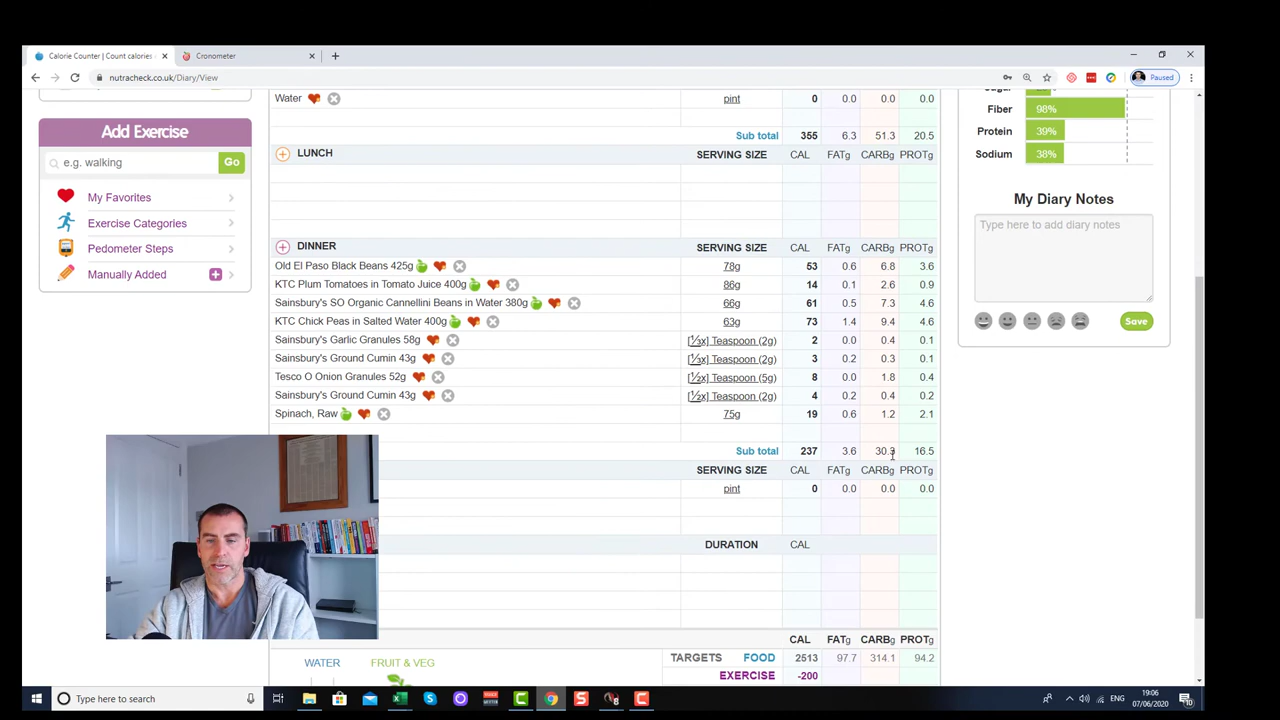 Calorie Counter | Count calories
Cronometer
nutracheck.co.uk/Diary/View
Paused
Water pint 0 0.0 0.0 0.0
Sub total 355 6.3 51.3 20.5
Add Exercise
e.g. walking Go
My Favorites
Exercise Categories
Pedometer Steps
Manually Added
LUNCH SERVING SIZE CAL FATg CARBg PROTg
DINNER SERVING SIZE CAL FATg CARBg PROTg
Old El Paso Black Beans 425g 78g 53 0.6 6.8 3.6
KTC Plum Tomatoes in Tomato Juice 400g 86g 14 0.1 2.6 0.9
Sainsbury's SO Organic Cannellini Beans in Water 380g 66g 61 0.5 7.3 4.6
KTC Chick Peas in Salted Water 400g 63g 73 1.4 9.4 4.6
Sainsbury's Garlic Granules 58g [⅓x] Teaspoon (2g) 2 0.0 0.4 0.1
Sainsbury's Ground Cumin 43g [⅓x] Teaspoon (2g) 3 0.2 0.3 0.1
Tesco O Onion Granules 52g [½x] Teaspoon (5g) 8 0.0 1.8 0.4
Sainsbury's Ground Cumin 43g [½x] Teaspoon (2g) 4 0.2 0.4 0.2
Spinach, Raw 75g 19 0.6 1.2 2.1
Sub total 237 3.6 30.3 16.5
SERVING SIZE CAL FATg CARBg PROTg
pint 0 0.0 0.0 0.0
DURATION CAL
CAL FATg CARBg PROTg
WATER FRUIT & VEG TARGETS FOOD 2513 97.7 314.1 94.2
EXERCISE -200
Fiber 98%
Protein 39%
Sodium 38%
My Diary Notes
Type here to add diary notes
Save
Type here to search
ENG
19:06
07/06/2020